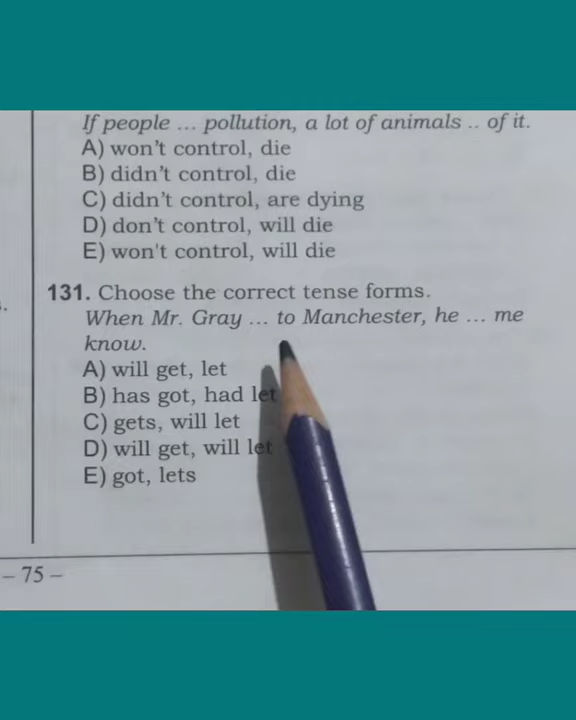 If people ... pollution, a lot of animals .. of it.
A) won't control, die
B) didn't control, die
C) didn't control, are dying
D) don't control, will die
E) won't control, will die
131. Choose the correct tense forms.
When Mr. Gray ... to Manchester, he ... me
know.
A) will get, let
B) has got, had let
C) gets, will let
D) will get, will let
E) got, lets
– 75 –